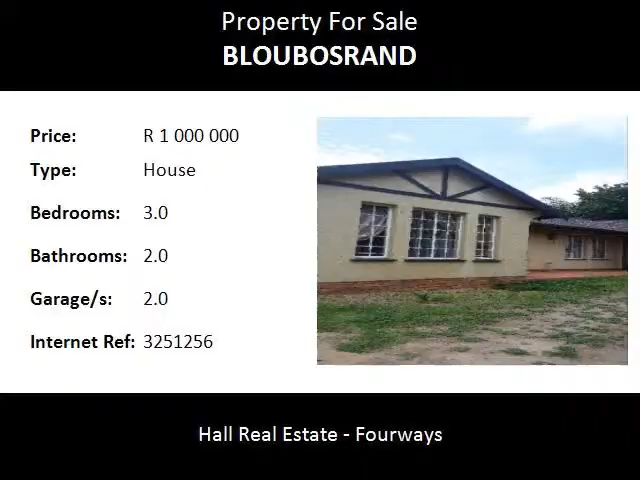 Property For Sale
BLOUBOSRAND
Price: R 1 000 000
Type: House
Bedrooms: 3.0
Bathrooms: 2.0
Garage/s: 2.0
Internet Ref: 3251256
Hall Real Estate - Fourways